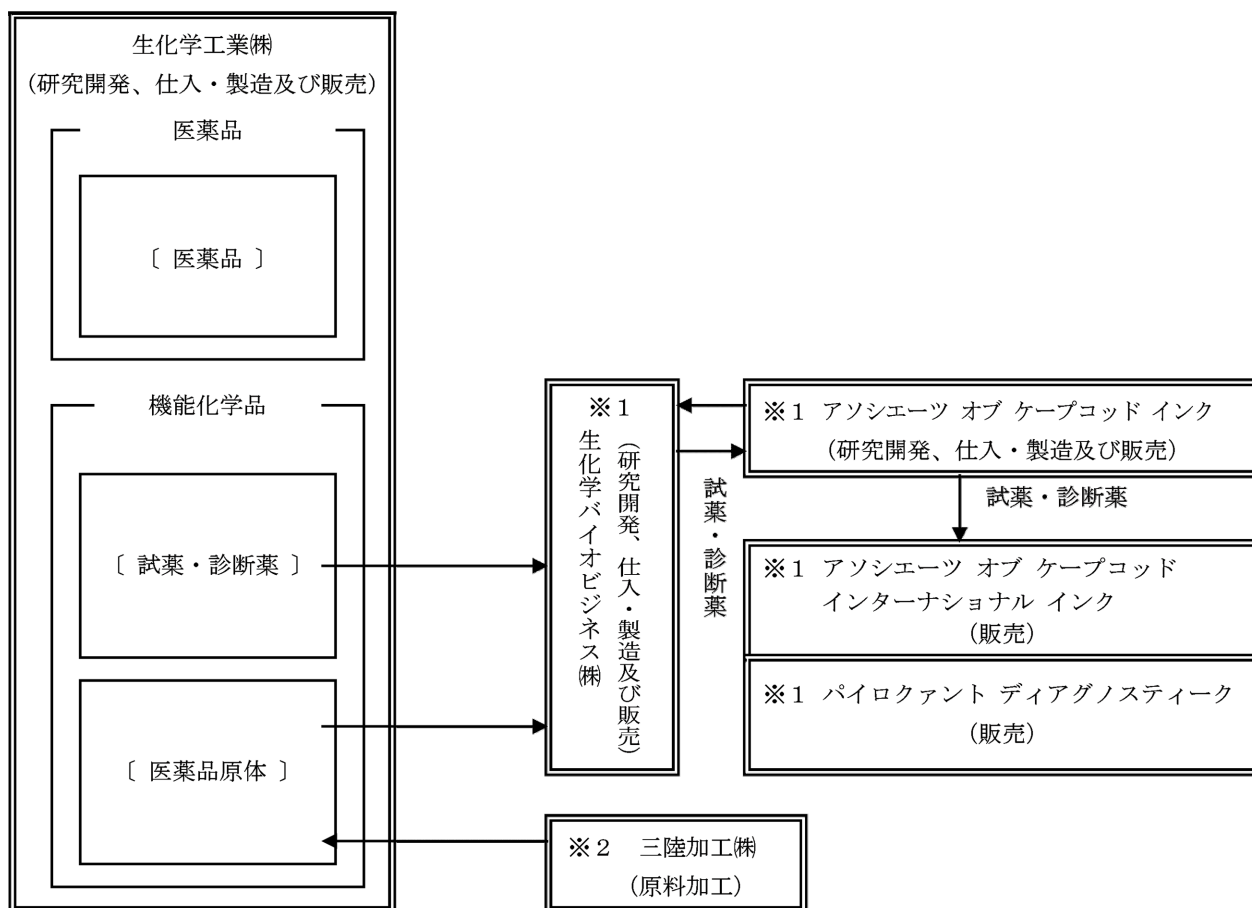 生化学工業㈱
(研究開発、仕入・製造及び販売)
医薬品
〔 医薬品 〕
機能化学品
〔 試薬・診断薬 〕
〔 医薬品原体 〕
※1
生化学バイオビジネス㈱
(研究開発、仕入・製造及び販売)
試薬・診断薬
※1 アソシエーツ オブ ケープコッド インク
(研究開発、仕入・製造及び販売)
試薬・診断薬
※1 アソシエーツ オブ ケープコッド
インターナショナル インク
(販売)
※1 パイロクァント ディアグノスティーク
(販売)
※2 三陸加工㈱
(原料加工)